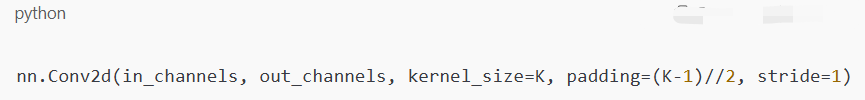 python
nn.Conv2d(in_channels, out_channels, kernel_size=K, padding=(K-1)//2, stride=1)